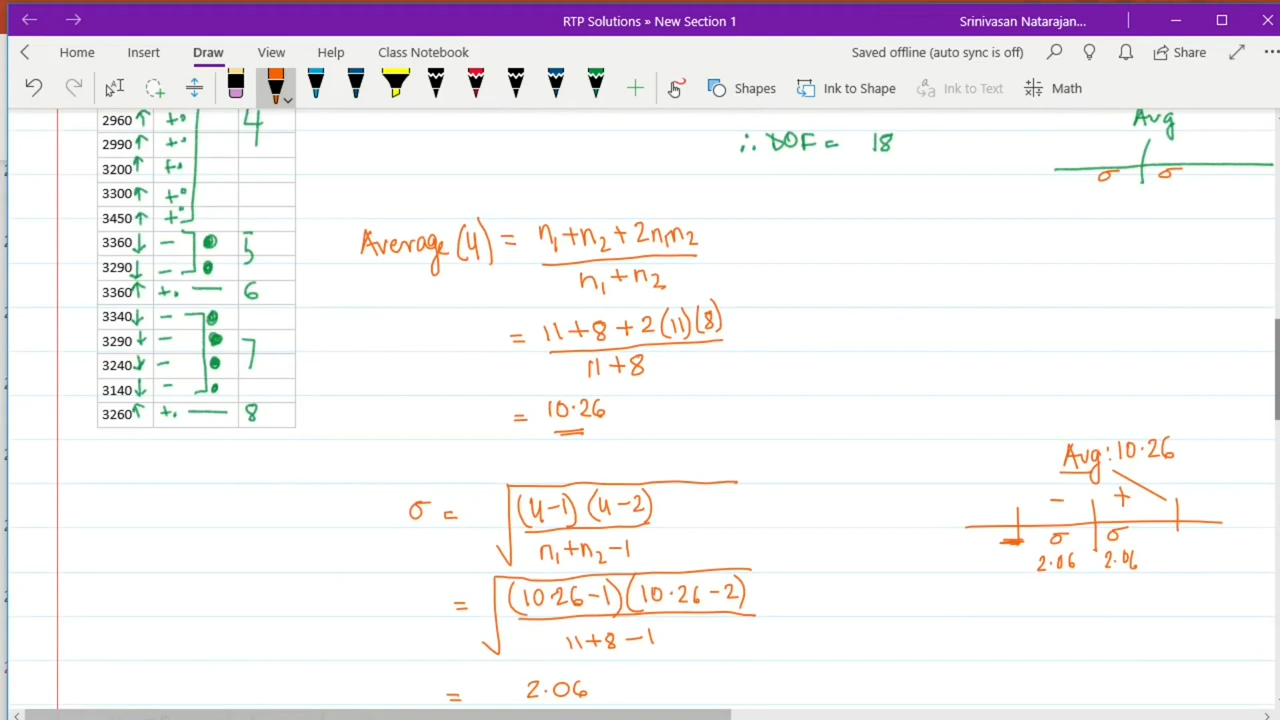 RTP Solutions » New Section 1
Srinivasan Natarajan...
Home Insert Draw View Help Class Notebook
Saved offline (auto sync is off)
Share
Shapes
Ink to Shape
Ink to Text
Math
2960 ↑ +
4
2990 ↑ +
3200 ↑ +
3300 ↑ +
3450 ↑ +
3360 ↓ −
5
3290 ↓ −
3360 ↑ + — 6
3340 ↓ −
3290 ↓ −
7
3240 ↓ −
3140 ↓ −
3260 ↑ + — 8
∴ DOF = 18
Avg
σ σ
Average (μ) = n₁+n₂+2n₁n₂
n₁+n₂
= 11+8+2(11)(8)
11+8
= 10.26
σ = √(μ−1)(μ−2)
n₁+n₂−1
= √(10.26−1)(10.26−2)
11+8−1
= 2.06
Avg: 10.26
− +
σ σ
2.06 2.06